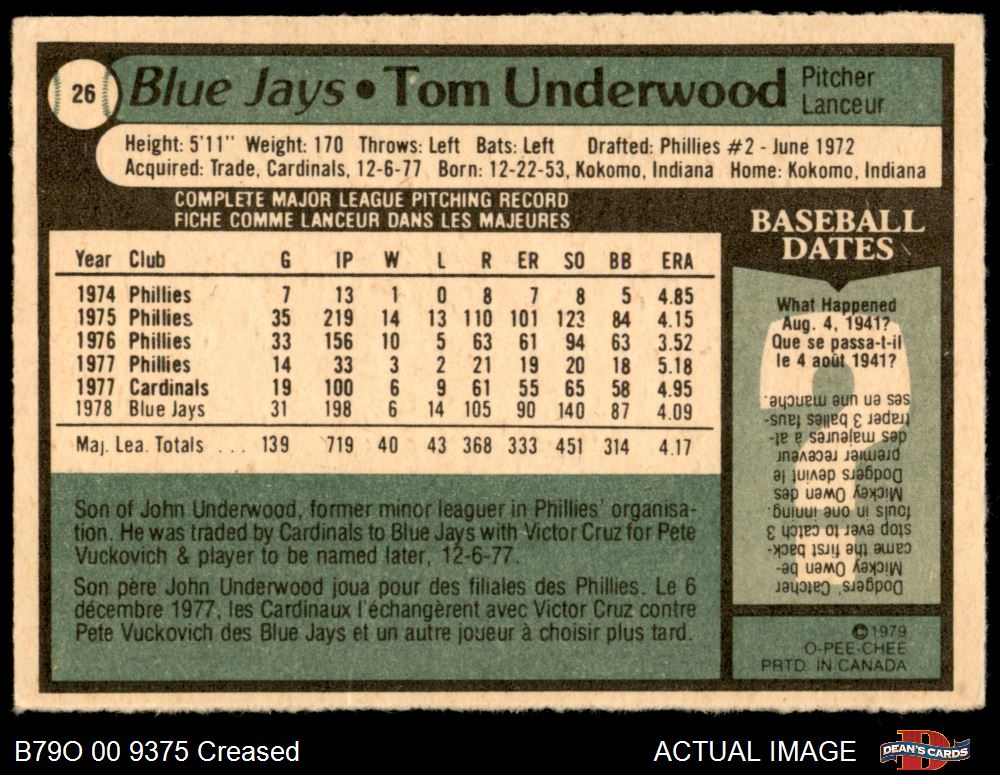 26
Blue Jays • Tom Underwood
Pitcher
Lanceur
Height: 5'11" Weight: 170 Throws: Left Bats: Left Drafted: Phillies #2 - June 1972
Acquired: Trade, Cardinals, 12-6-77 Born: 12-22-53, Kokomo, Indiana Home: Kokomo, Indiana
COMPLETE MAJOR LEAGUE PITCHING RECORD
FICHE COMME LANCEUR DANS LES MAJEURES
Year Club G IP W L R ER SO BB ERA
1974 Phillies 7 13 1 0 8 7 8 5 4.85
1975 Phillies 35 219 14 13 110 101 123 84 4.15
1976 Phillies 33 156 10 5 63 61 94 63 3.52
1977 Phillies 14 33 3 2 21 19 20 18 5.18
1977 Cardinals 19 100 6 9 61 55 65 58 4.95
1978 Blue Jays 31 198 6 14 105 90 140 87 4.09
Maj. Lea. Totals ... 139 719 40 43 368 333 451 314 4.17
Son of John Underwood, former minor leaguer in Phillies' organisa-
tion. He was traded by Cardinals to Blue Jays with Victor Cruz for Pete
Vuckovich & player to be named later, 12-6-77.
Son père John Underwood joua pour des filiales des Phillies. Le 6
décembre 1977, les Cardinaux l'échangèrent avec Victor Cruz contre
Pete Vuckovich des Blue Jays et un autre joueur à choisir plus tard.
BASEBALL
DATES
What Happened
Aug. 4, 1941?
Que se passa-t-il
le 4 août 1941?
Dodgers' Catcher
Mickey Owen be-
came the first back-
stop to ever to catch 3
fouls in one inning.
Mickey Owen des
Dodgers devint le
premier receveur
des majeures à at-
traper 3 balles faus-
ses en une manche.
©1979
O-PEE-CHEE
PRTD. IN CANADA
B79O 00 9375 Creased
ACTUAL IMAGE
DEAN'S CARDS